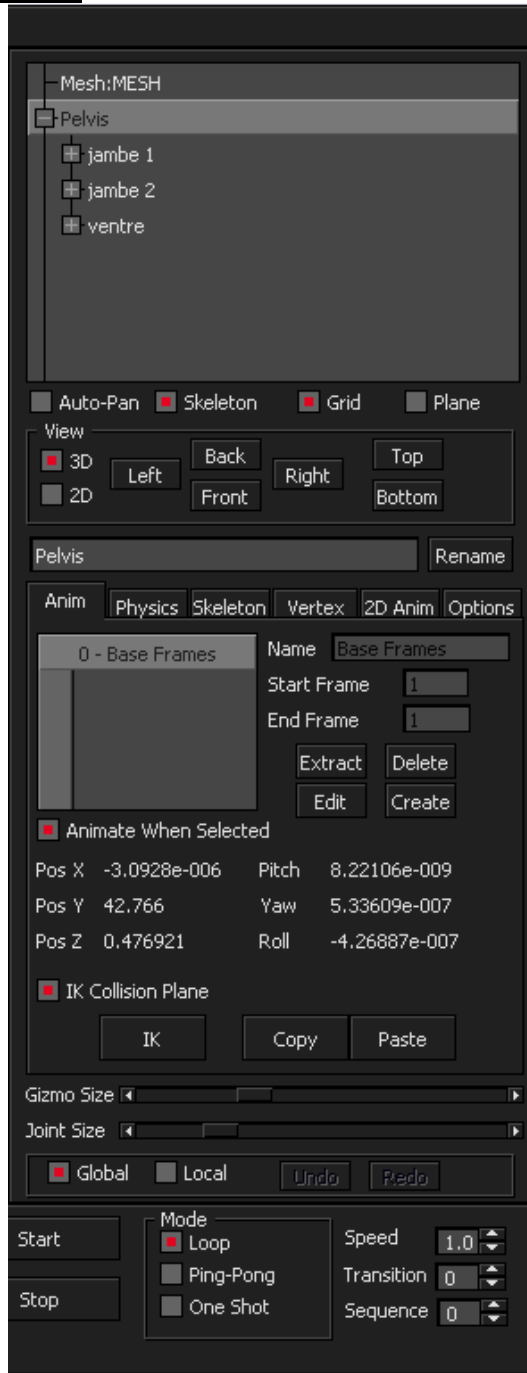 Mesh:MESH
Pelvis
jambe 1
jambe 2
ventre
Auto-Pan Skeleton Grid Plane
View
3D Left Back Right Top
2D Front Bottom
Pelvis Rename
Anim Physics Skeleton Vertex 2D Anim Options
0 - Base Frames Name Base Frames
Start Frame 1
End Frame 1
Extract Delete
Edit Create
Animate When Selected
Pos X -3.0928e-006 Pitch 8.22106e-009
Pos Y 42.766 Yaw 5.33609e-007
Pos Z 0.476921 Roll -4.26887e-007
IK Collision Plane
IK Copy Paste
Gizmo Size
Joint Size
Global Local Undo Redo
Mode
Start Loop Speed 1.0
Ping-Pong Transition 0
Stop One Shot Sequence 0